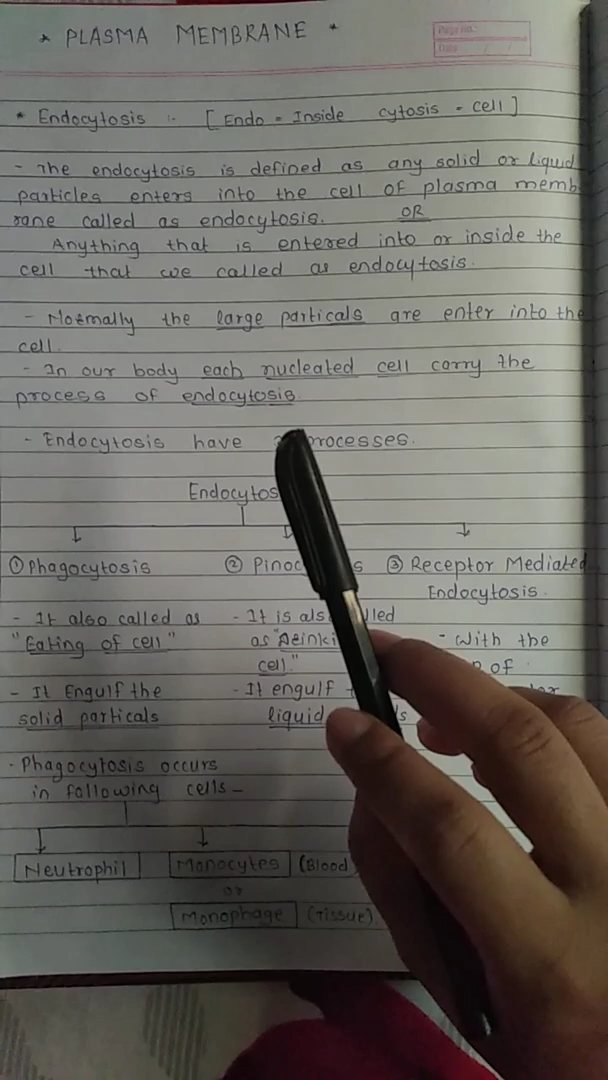 * PLASMA MEMBRANE *
Page No.
Date / /
* Endocytosis :- [Endo = Inside cytosis = cell]
- The endocytosis is defined as any solid or liquid
particles enters into the cell of plasma memb
rane called as endocytosis. OR
Anything that is entered into or inside the
cell that we called as endocytosis.
- Normally the large particals are enter into the
cell.
- In our body each nucleated cell carry the
process of endocytosis.
- Endocytosis have processes.
Endocytos
① Phagocytosis ② Pinoc s ③ Receptor Mediated
Endocytosis.
- It also called as - It is als lled
"Eating of cell" as "Drinki - with the
cell." of
- It Engulf the - It engulf
solid particals liquid s
- Phagocytosis occurs
in following cells -
Neutrophil Monocytes (Blood
or
Monophage (Tissue).